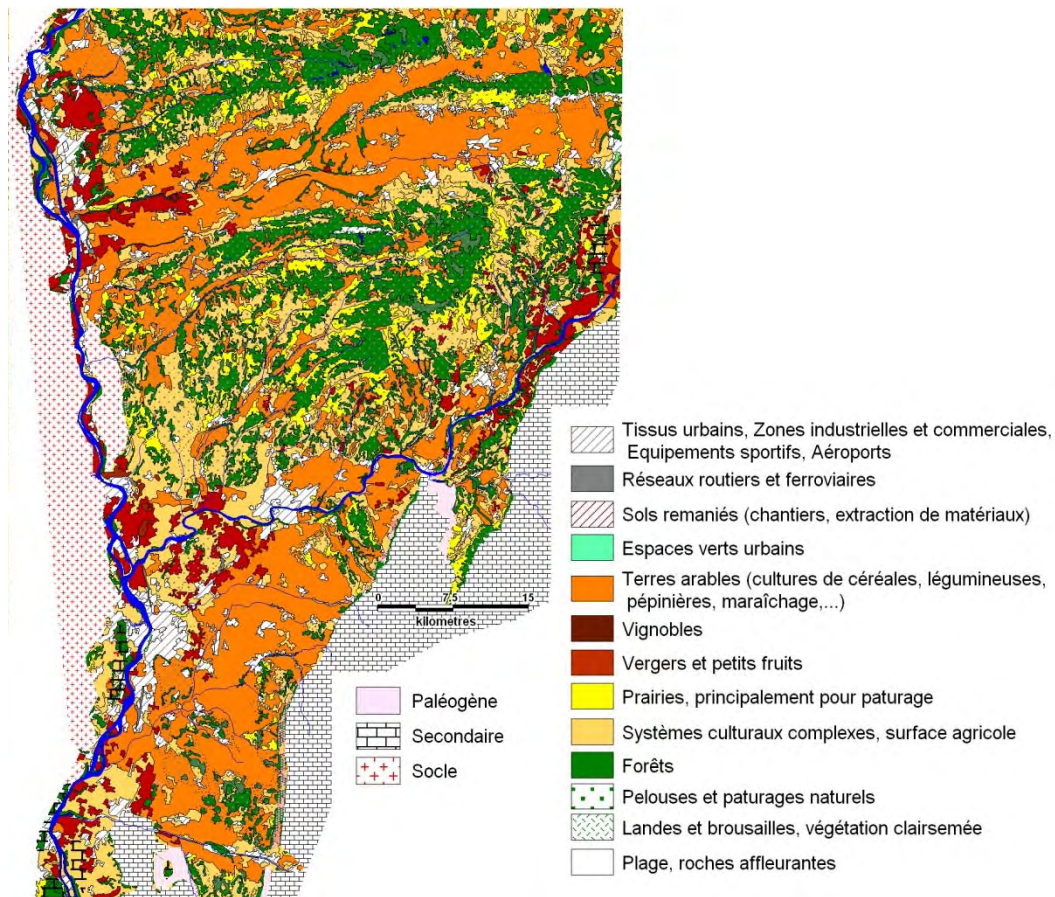 Tissus urbains, Zones industrielles et commerciales,
Equipements sportifs, Aéroports
Réseaux routiers et ferroviaires
Sols remaniés (chantiers, extraction de matériaux)
Espaces verts urbains
Terres arables (cultures de céréales, légumineuses,
pépinières, maraîchage,...)
Vignobles
Vergers et petits fruits
Prairies, principalement pour paturage
Systèmes culturaux complexes, surface agricole
Forêts
Pelouses et paturages naturels
Landes et brousailles, végétation clairsemée
Plage, roches affleurantes
0 7,5 15
kilomètres
Paléogène
Secondaire
Socle